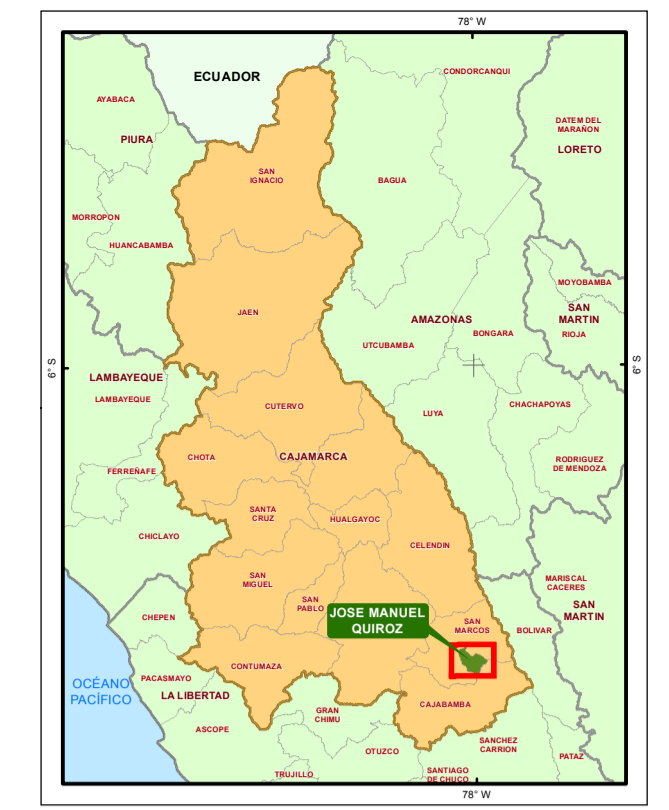 78° W
ECUADOR
CONDORCANQUI
AYABACA
DATEM DEL
MARAÑON
PIURA
LORETO
SAN
IGNACIO
BAGUA
MORROPON
HUANCABAMBA
MOYOBAMBA
JAEN
SAN
MARTIN
AMAZONAS
BONGARA
RIOJA
UTCUBAMBA
6° S
6° S
LAMBAYEQUE
LAMBAYEQUE
CUTERVO
LUYA
CHACHAPOYAS
CHOTA
CAJAMARCA
FERREÑAFE
RODRIGUEZ
DE MENDOZA
SANTA
CRUZ
HUALGAYOC
CHICLAYO
CELENDIN
SAN
MIGUEL
MARISCAL
CACERES
SAN
PABLO
SAN
MARTIN
CHEPEN
JOSE MANUEL
QUIROZ
SAN
MARCOS
BOLIVAR
CONTUMAZA
OCÉANO
PACÍFICO
PACASMAYO
LA LIBERTAD
CAJABAMBA
GRAN
CHIMU
ASCOPE
SANCHEZ
CARRION
OTUZCO
PATAZ
TRUJILLO
SANTIAGO
DE CHUCO
78° W